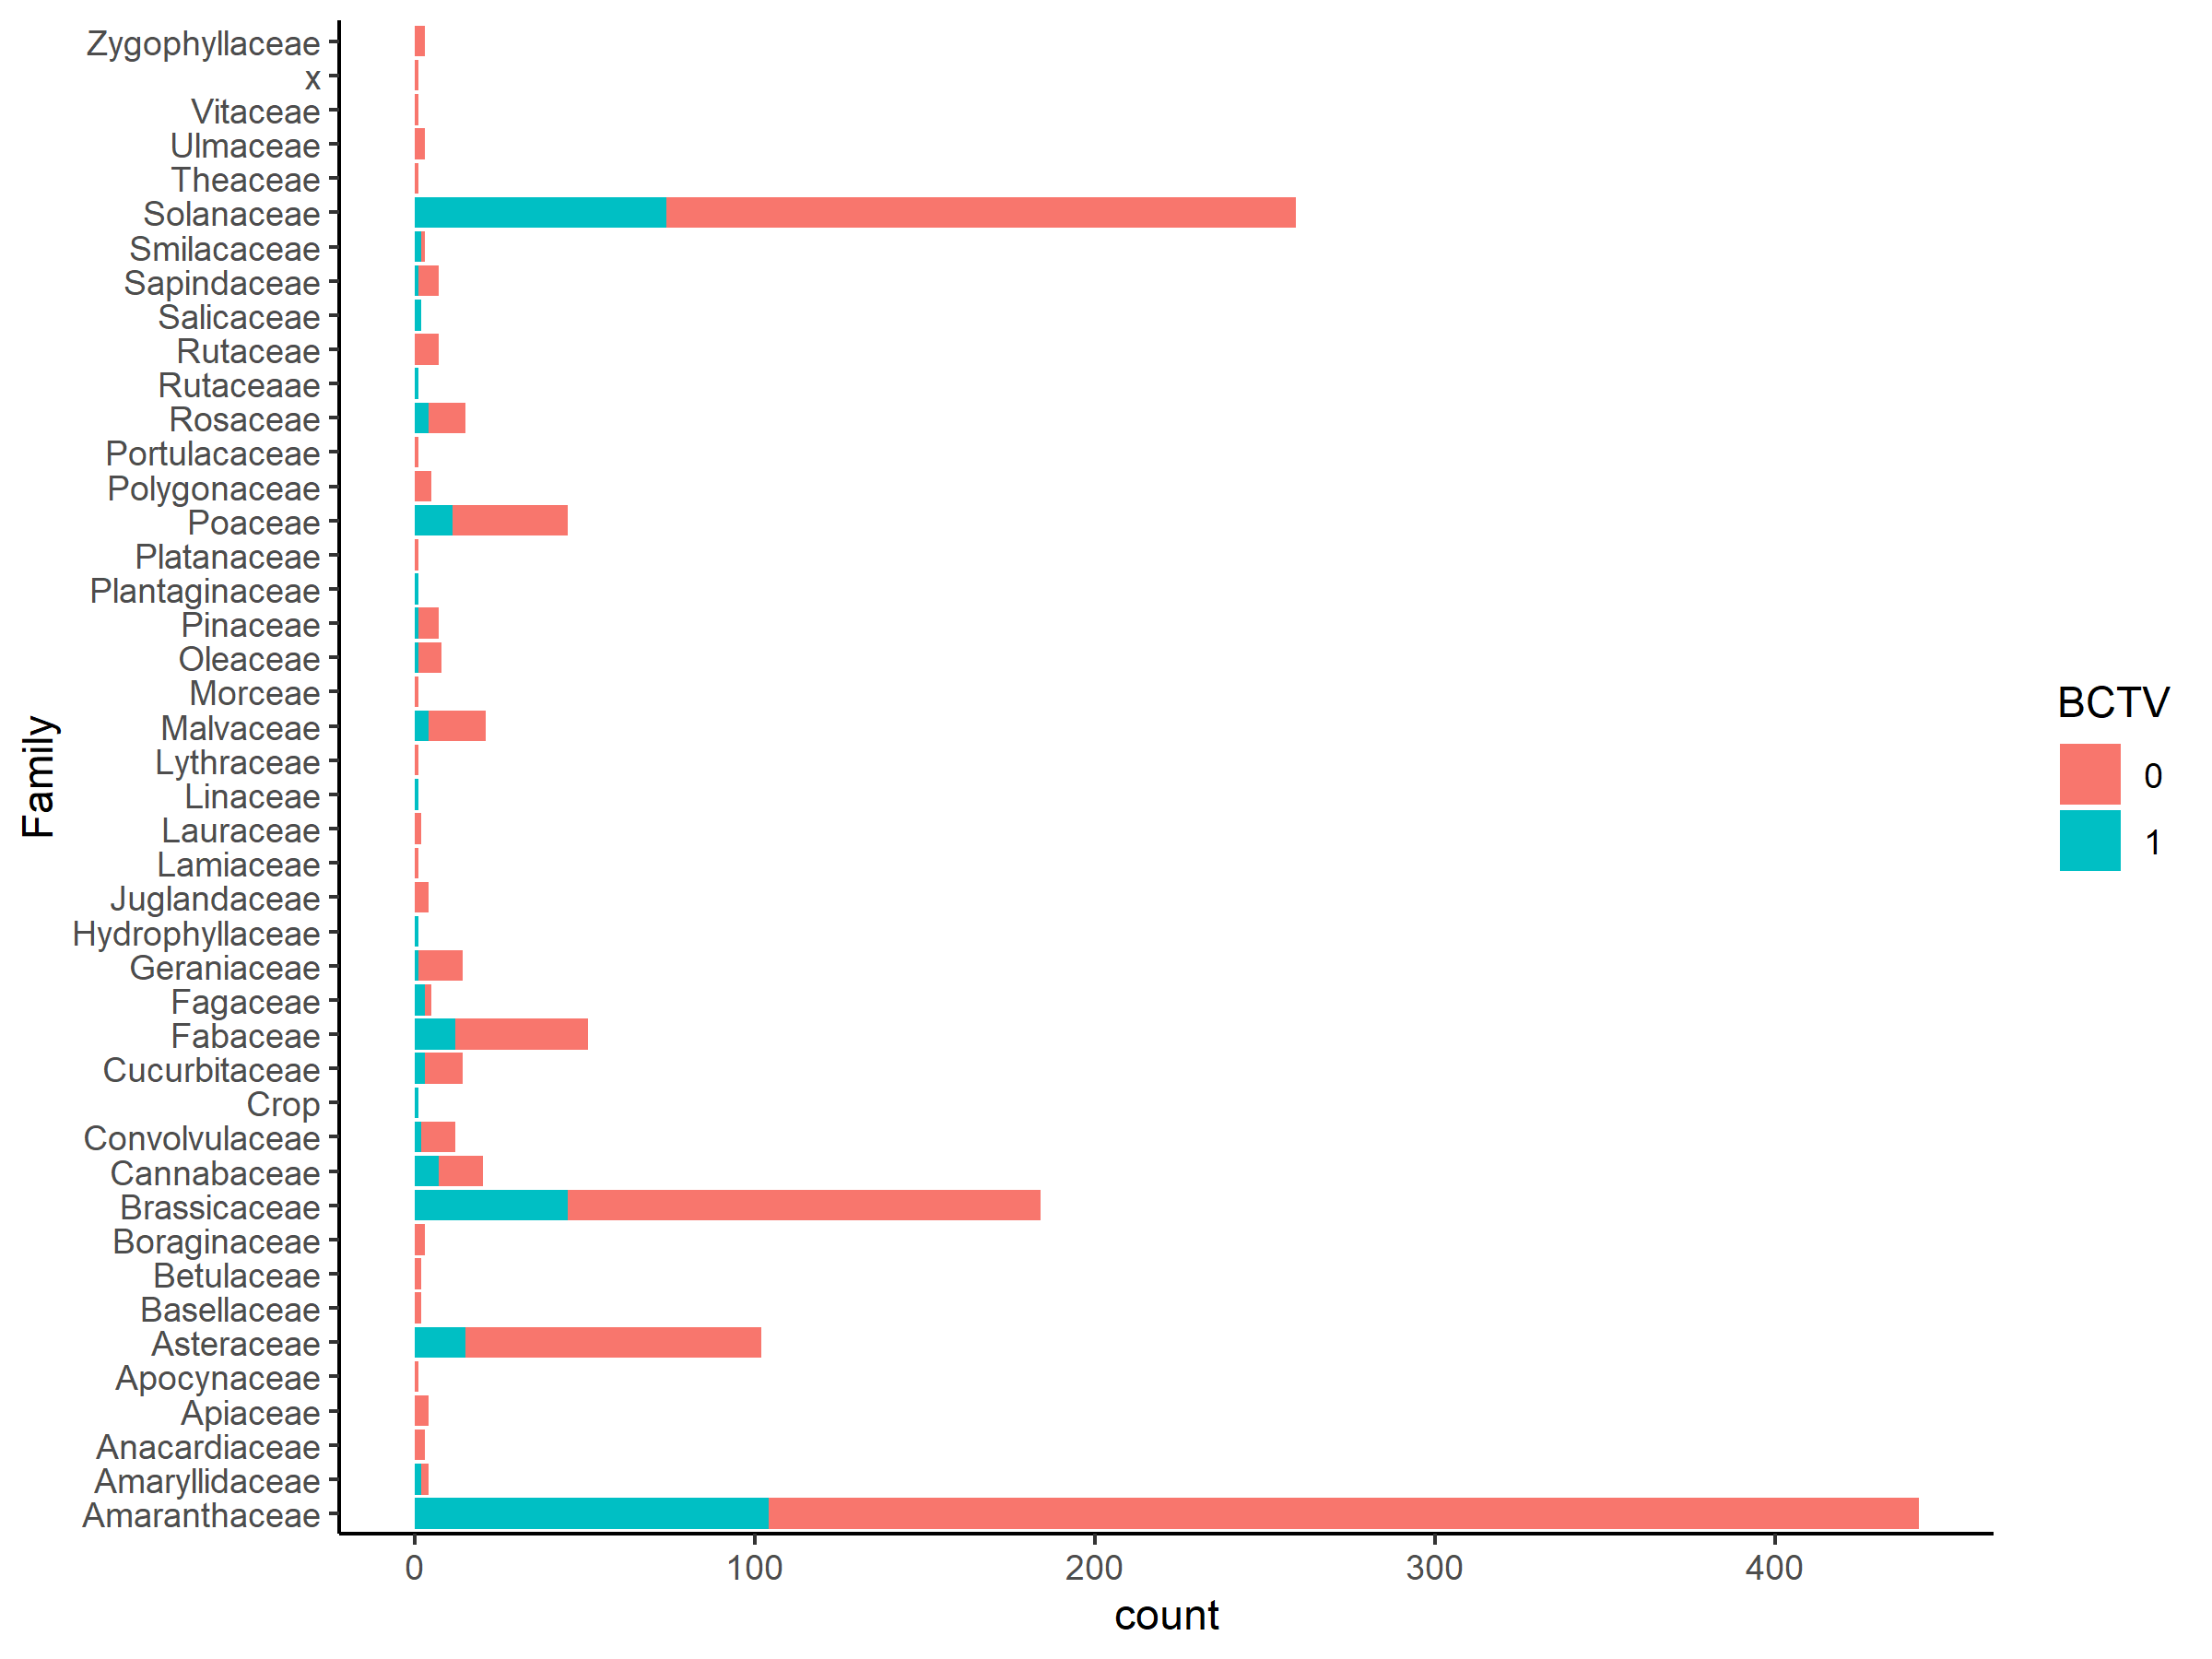 Zygophyllaceae
x
Vitaceae
Ulmaceae
Theaceae
Solanaceae
Smilacaceae
Sapindaceae
Salicaceae
Rutaceae
Rutaceaae
Rosaceae
Portulacaceae
Polygonaceae
Poaceae
Platanaceae
Plantaginaceae
Pinaceae
Oleaceae
Morceae
Malvaceae
Lythraceae
Linaceae
Lauraceae
Lamiaceae
Juglandaceae
Hydrophyllaceae
Geraniaceae
Fagaceae
Fabaceae
Cucurbitaceae
Crop
Convolvulaceae
Cannabaceae
Brassicaceae
Boraginaceae
Betulaceae
Basellaceae
Asteraceae
Apocynaceae
Apiaceae
Anacardiaceae
Amaryllidaceae
Amaranthaceae
Family
0 100 200 300 400
count
BCTV
0
1